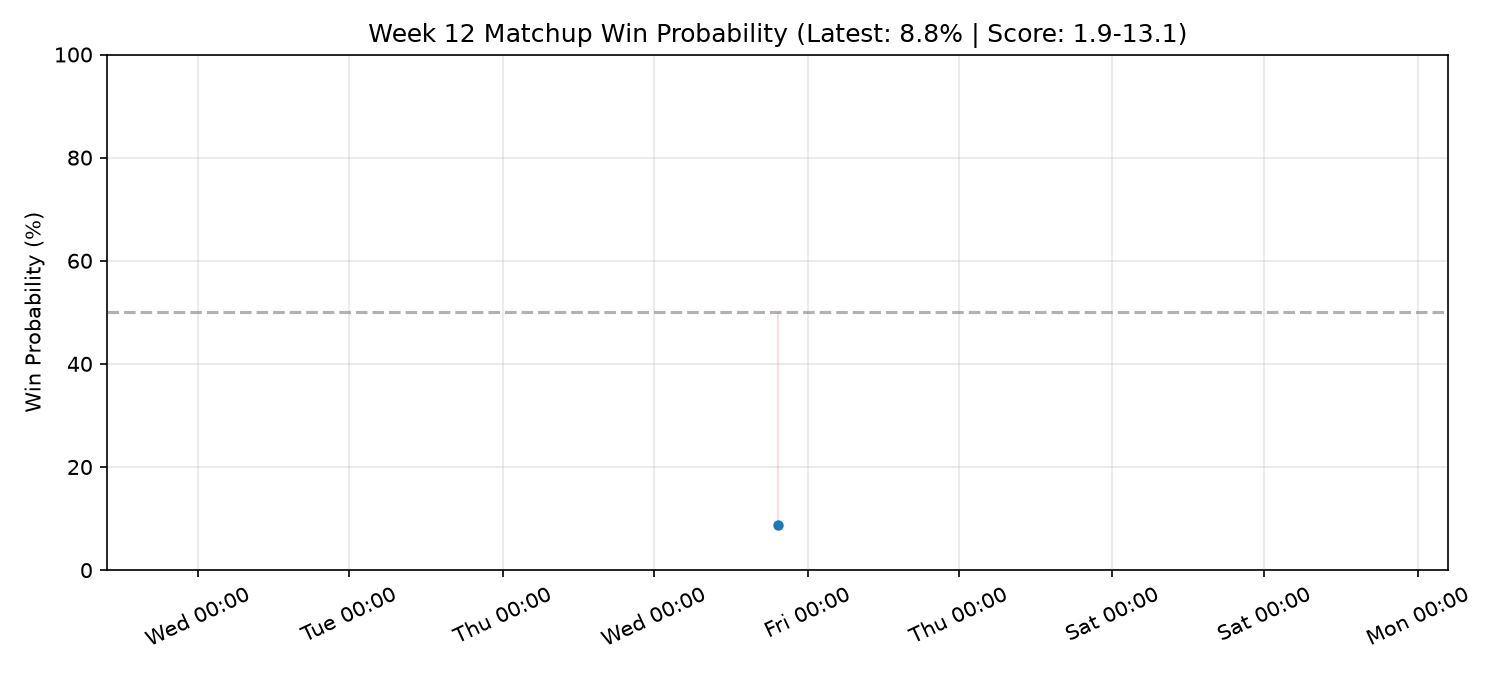 Week 12 Matchup Win Probability (Latest: 8.8% | Score: 1.9-13.1)
Win Probability (%)
100
80
60
40
20
0
Wed 00:00
Tue 00:00
Thu 00:00
Wed 00:00
Fri 00:00
Thu 00:00
Sat 00:00
Sat 00:00
Mon 00:00